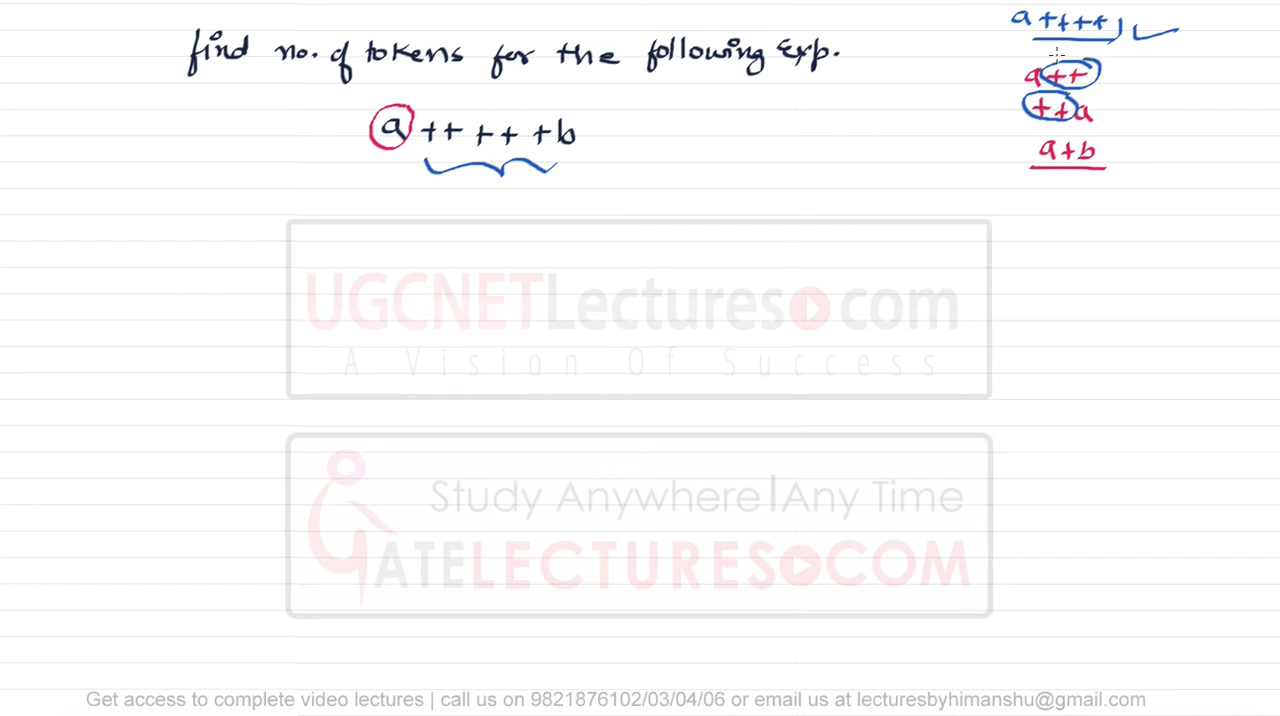 find no. of tokens for the following Exp.
a ++ ++ +b
a ++++)
a++
++a
a+b
UGCNETLectures.com
A Vision Of Success
Study Anywhere|Any Time
GATELECTURES.COM
Get access to complete video lectures | call us on 9821876102/03/04/06 or email us at lecturesbyhimanshu@gmail.com